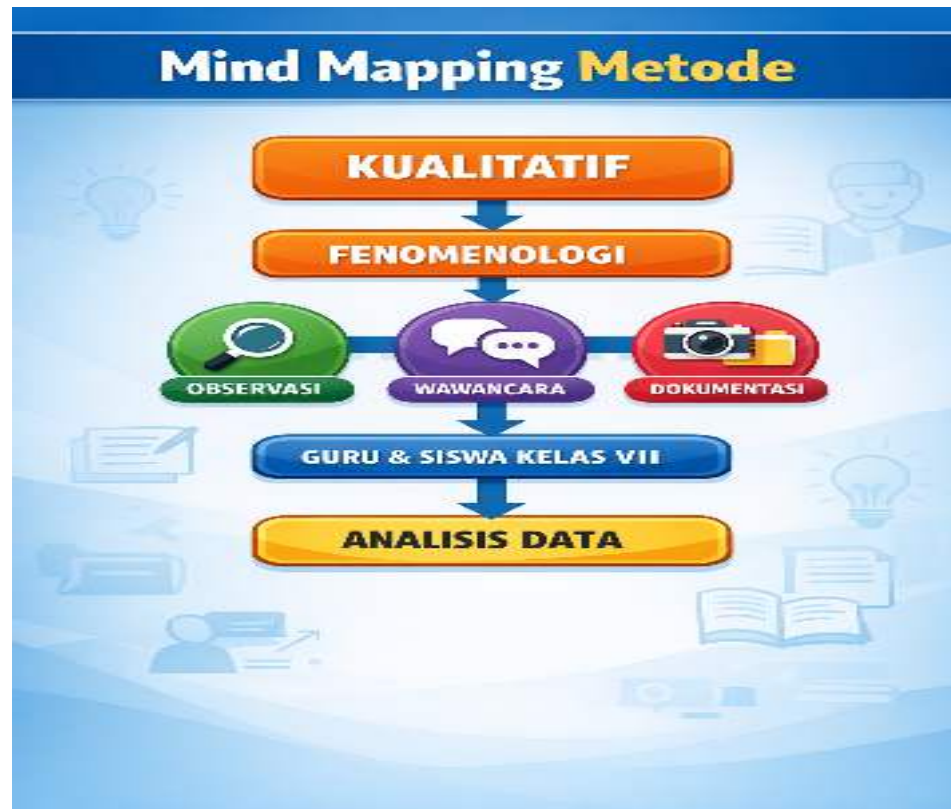 Mind Mapping Metode
KUALITATIF
FENOMENOLOGI
OBSERVASI
WAWANCARA
DOKUMENTASI
GURU & SISWA KELAS VII
ANALISIS DATA